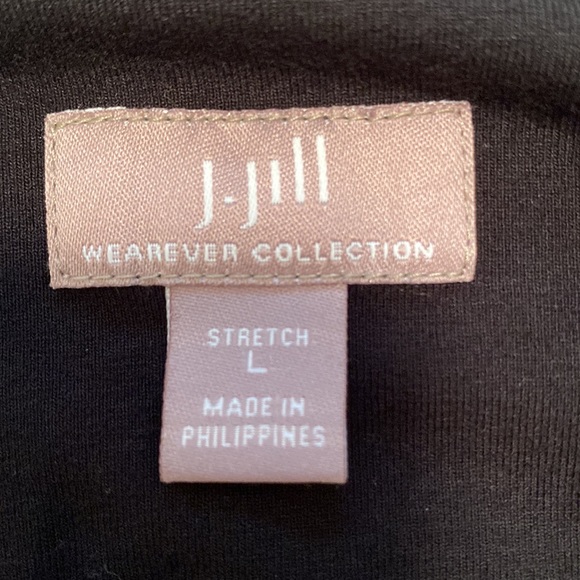 J.Jill
WEAREVER COLLECTION
STRETCH
L
MADE IN
PHILIPPINES